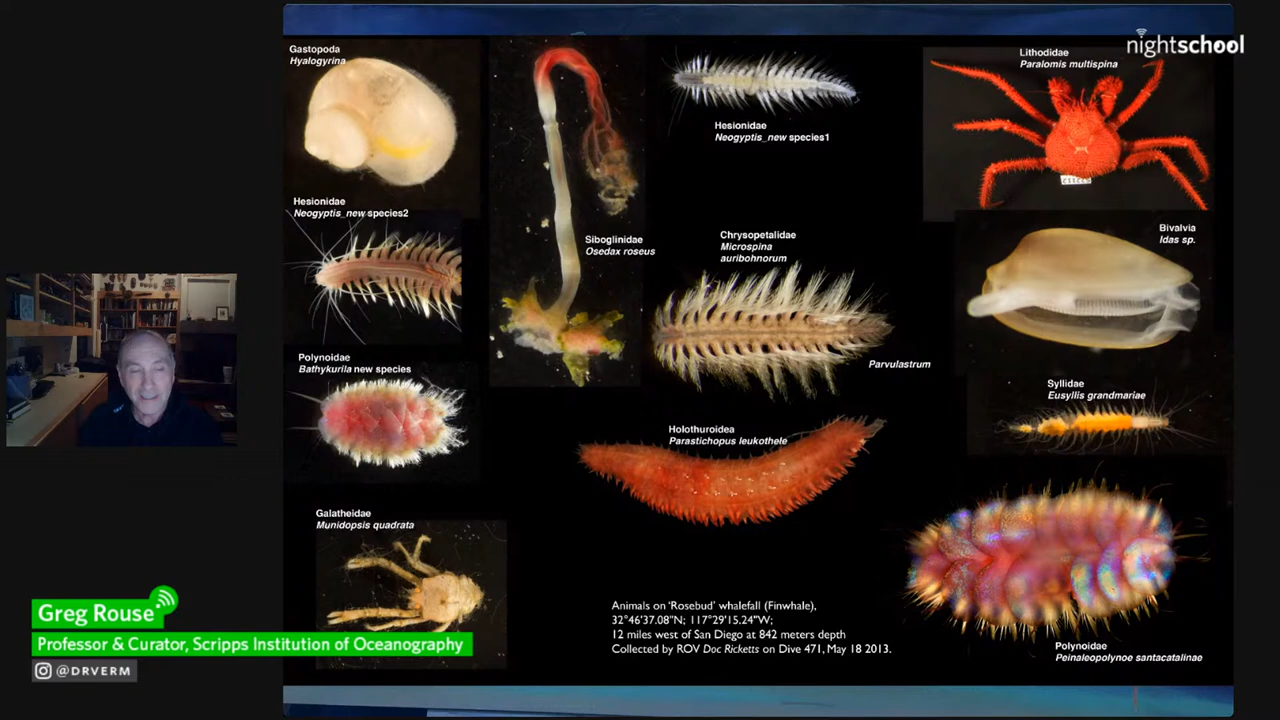 nightschool
Gastopoda
Hyalogyrina
Hesionidae
Neogyptis_new species1
Lithodidae
Paralomis multispina
Hesionidae
Neogyptis_new species2
Siboglinidae
Osedax roseus
Chrysopetalidae
Microspina
auribohnorum
Bivalvia
Idas sp.
Polynoidae
Bathykurila new species
Parvulastrum
Syllidae
Eusyllis grandmariae
Holothuroidea
Parastichopus leukothele
Galatheidae
Munidopsis quadrata
Animals on ‘Rosebud’ whalefall (Finwhale),
32°46'37.08"N; 117°29'15.24"W;
12 miles west of San Diego at 842 meters depth
Collected by ROV Doc Ricketts on Dive 471, May 18 2013.
Polynoidae
Peinaleopolynoe santacatalinae
Greg Rouse
Professor & Curator, Scripps Institution of Oceanography
@DRVERM